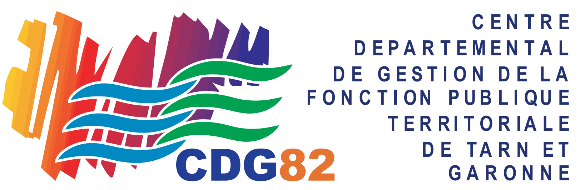 CDG82
CENTRE
DEPARTEMENTAL
DE GESTION DE LA
FONCTION PUBLIQUE
TERRITORIALE
DE TARN ET
GARONNE